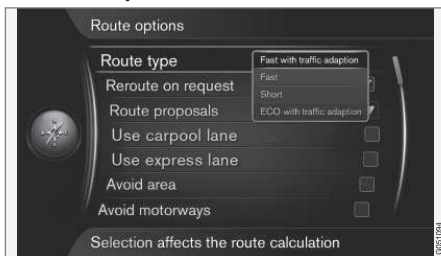 Route options
Route type
Fast with traffic adaption
Fast
Reroute on request
Short
Route proposals
ECO with traffic adaption
Use carpool lane
Use express lane
Avoid area
Avoid motorways
Selection affects the route calculation
G051094